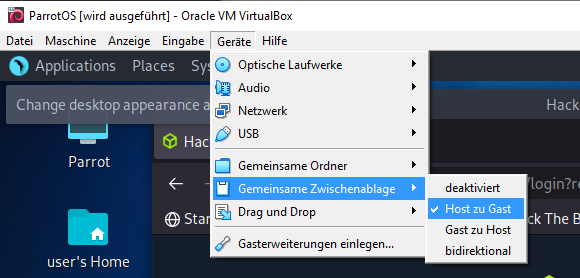 ParrotOS [wird ausgeführt] - Oracle VM VirtualBox
Datei Maschine Anzeige Eingabe Geräte Hilfe
Applications Places Sys
Optische Laufwerke
Audio
Netzwerk
USB
Gemeinsame Ordner
Gemeinsame Zwischenablage
Drag und Drop
Gasterweiterungen einlegen...
deaktiviert
Host zu Gast
Gast zu Host
bidirektional
Change desktop appearance a
Hack
Parrot
Hac
/login?re
Star
ck The B
user's Home